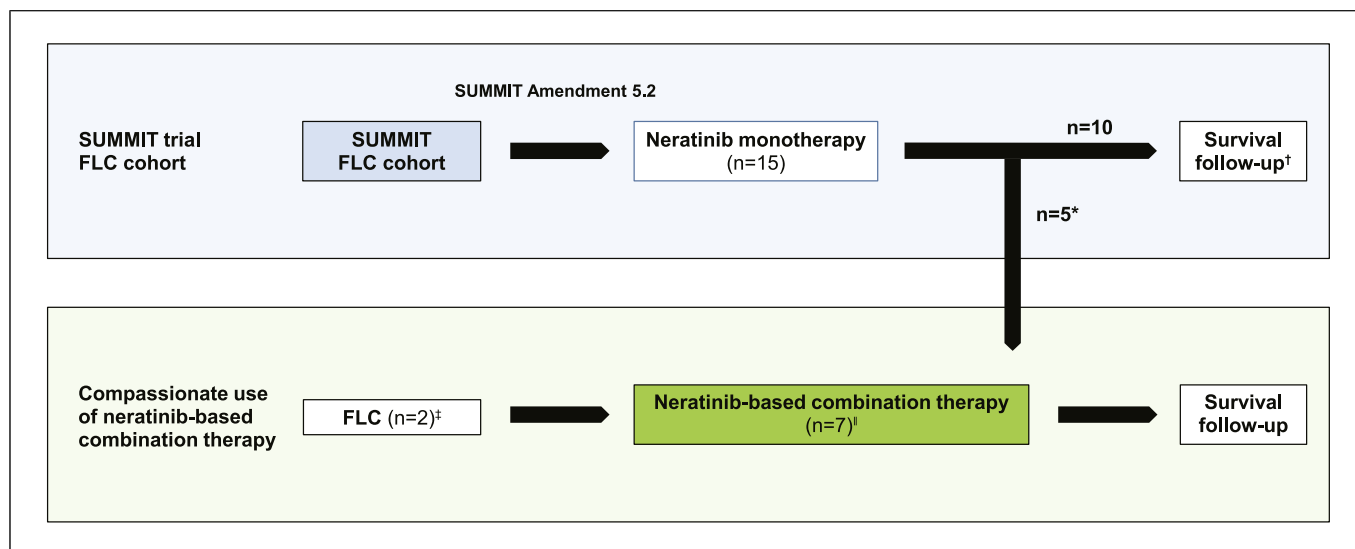 SUMMIT Amendment 5.2
SUMMIT trial
FLC cohort
SUMMIT
FLC cohort
Neratinib monotherapy
(n=15)
n=10
Survival
follow-up†
n=5*
Compassionate use
of neratinib-based
combination therapy
FLC (n=2)‡
Neratinib-based combination therapy
(n=7)‖
Survival
follow-up